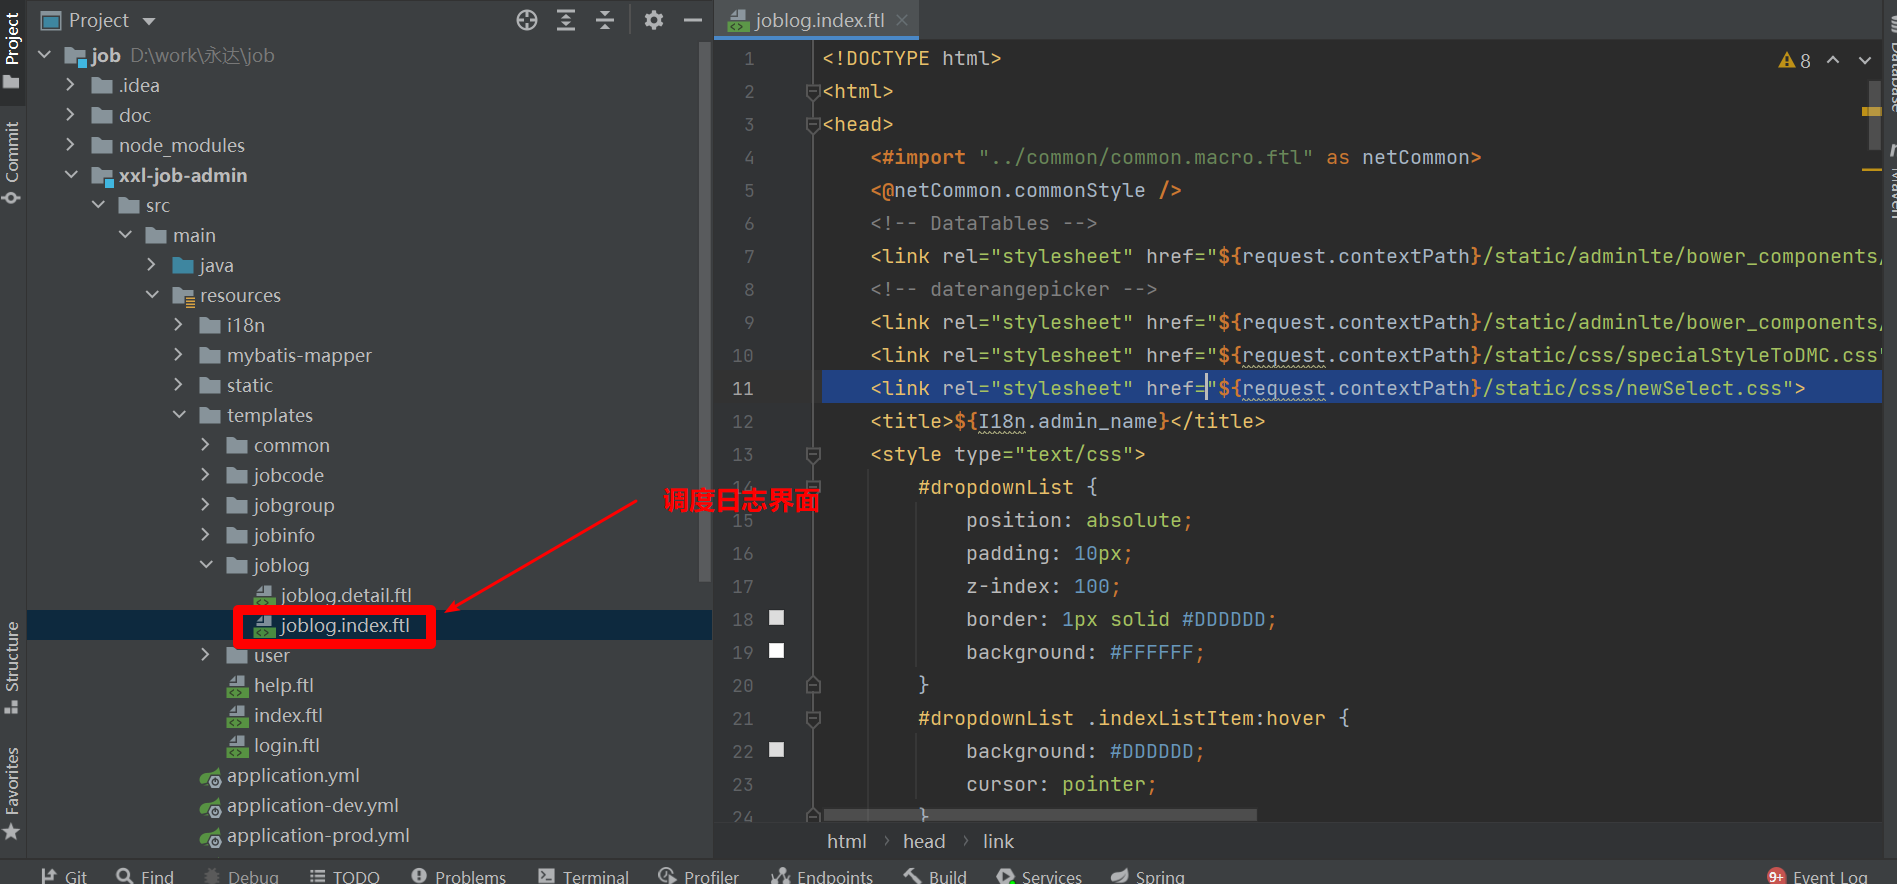 Project
joblog.index.ftl
Project
Commit
Structure
Favorites
job D:\work\永达\job
.idea
doc
node_modules
xxl-job-admin
src
main
java
resources
i18n
mybatis-mapper
static
templates
common
jobcode
jobgroup
jobinfo
joblog
joblog.detail.ftl
joblog.index.ftl
user
help.ftl
index.ftl
login.ftl
application.yml
application-dev.yml
application-prod.yml
调度日志界面
8
1 <!DOCTYPE html>
2 <html>
3 <head>
4 <#import "../common/common.macro.ftl" as netCommon>
5 <@netCommon.commonStyle />
6 <!-- DataTables -->
7 <link rel="stylesheet" href="${request.contextPath}/static/adminlte/bower_components/
8 <!-- daterangepicker -->
9 <link rel="stylesheet" href="${request.contextPath}/static/adminlte/bower_components/
10 <link rel="stylesheet" href="${request.contextPath}/static/css/specialStyleToDMC.css"
11 <link rel="stylesheet" href="${request.contextPath}/static/css/newSelect.css">
12 <title>${I18n.admin_name}</title>
13 <style type="text/css">
14 #dropdownList {
15 position: absolute;
16 padding: 10px;
17 z-index: 100;
18 border: 1px solid #DDDDDD;
19 background: #FFFFFF;
20 }
21 #dropdownList .indexListItem:hover {
22 background: #DDDDDD;
23 cursor: pointer;
24 }
html head link
Database
Maven
Git Find Debug TODO Problems Terminal Profiler Endpoints Build Services Spring 9+ Event Log